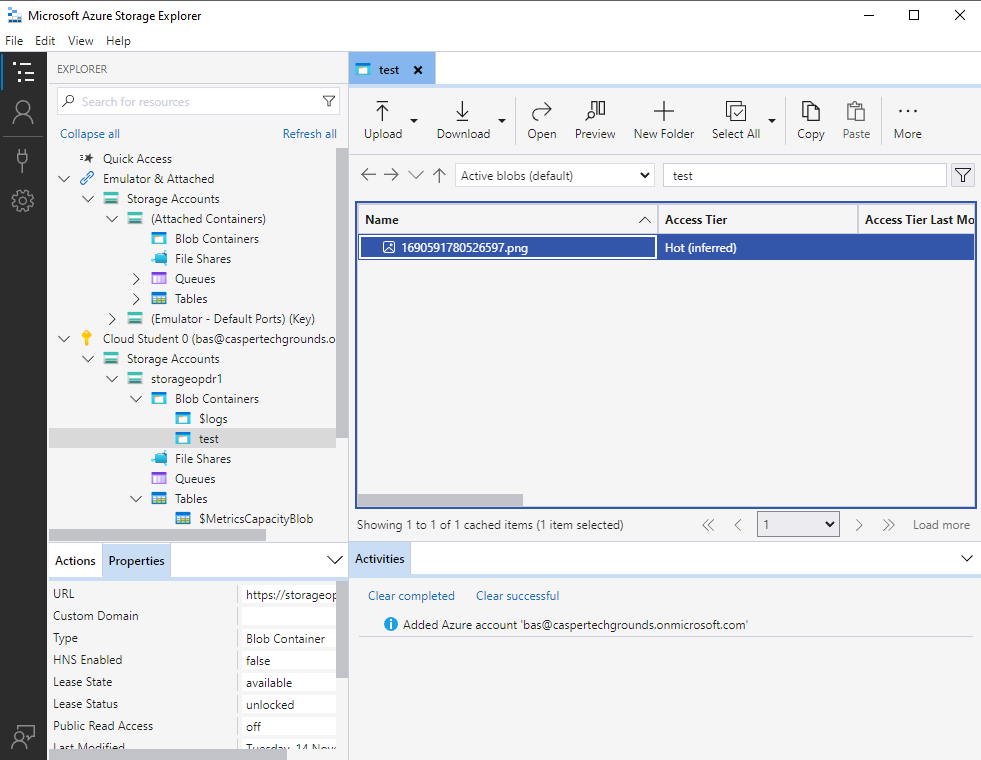 Microsoft Azure Storage Explorer
File Edit View Help
EXPLORER
Search for resources
Collapse all Refresh all
Quick Access
Emulator & Attached
Storage Accounts
(Attached Containers)
Blob Containers
File Shares
Queues
Tables
(Emulator - Default Ports) (Key)
Cloud Student 0 (bas@caspertechgrounds.o
Storage Accounts
storageopdr1
Blob Containers
$logs
test
File Shares
Queues
Tables
$MetricsCapacityBlob
Actions Properties
URL https://storageop
Custom Domain
Type Blob Container
HNS Enabled false
Lease State available
Lease Status unlocked
Public Read Access off
Last Modified Tuesday, 14 Nove
test
Upload Download Open Preview New Folder Select All Copy Paste More
Active blobs (default) test
Name Access Tier Access Tier Last Mo
1690591780526597.png Hot (inferred)
Showing 1 to 1 of 1 cached items (1 item selected) 1 Load more
Activities
Clear completed Clear successful
Added Azure account 'bas@caspertechgrounds.onmicrosoft.com'